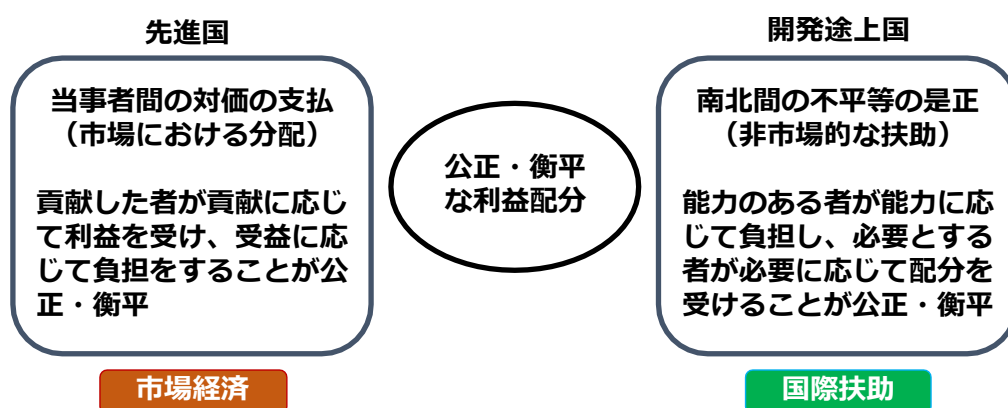 先進国
当事者間の対価の支払
（市場における分配）
貢献した者が貢献に応じ
て利益を受け、受益に応
じて負担をすることが公
正・衡平
市場経済
公正・衡平
な利益配分
開発途上国
南北間の不平等の是正
（非市場的な扶助）
能力のある者が能力に応
じて負担し、必要とする
者が必要に応じて配分を
受けることが公正・衡平
国際扶助